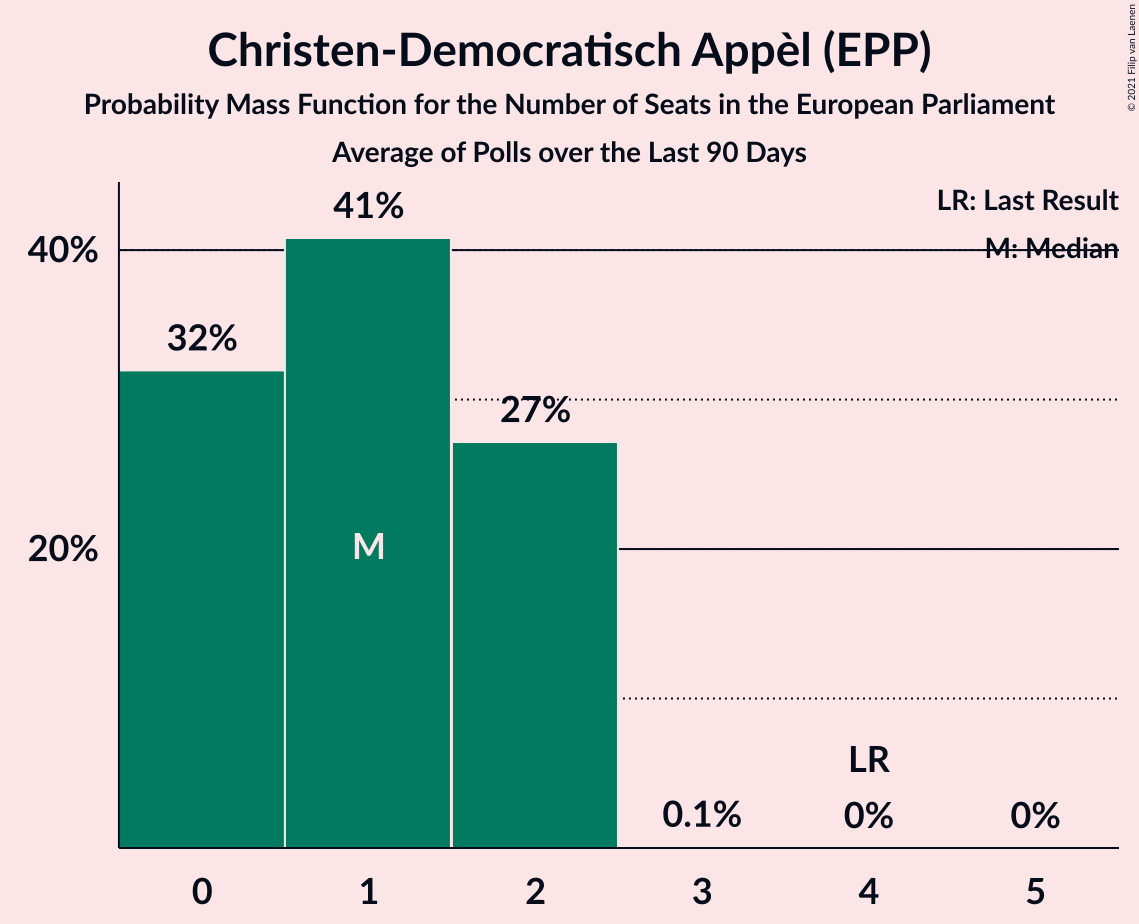 Christen-Democratisch Appèl (EPP)
Probability Mass Function for the Number of Seats in the European Parliament
Average of Polls over the Last 90 Days
© 2021 Filip van Laenen
LR: Last Result
M: Median
41%
40%
32%
27%
M
20%
LR
0.1%
0%
0%
0
1
2
3
4
5